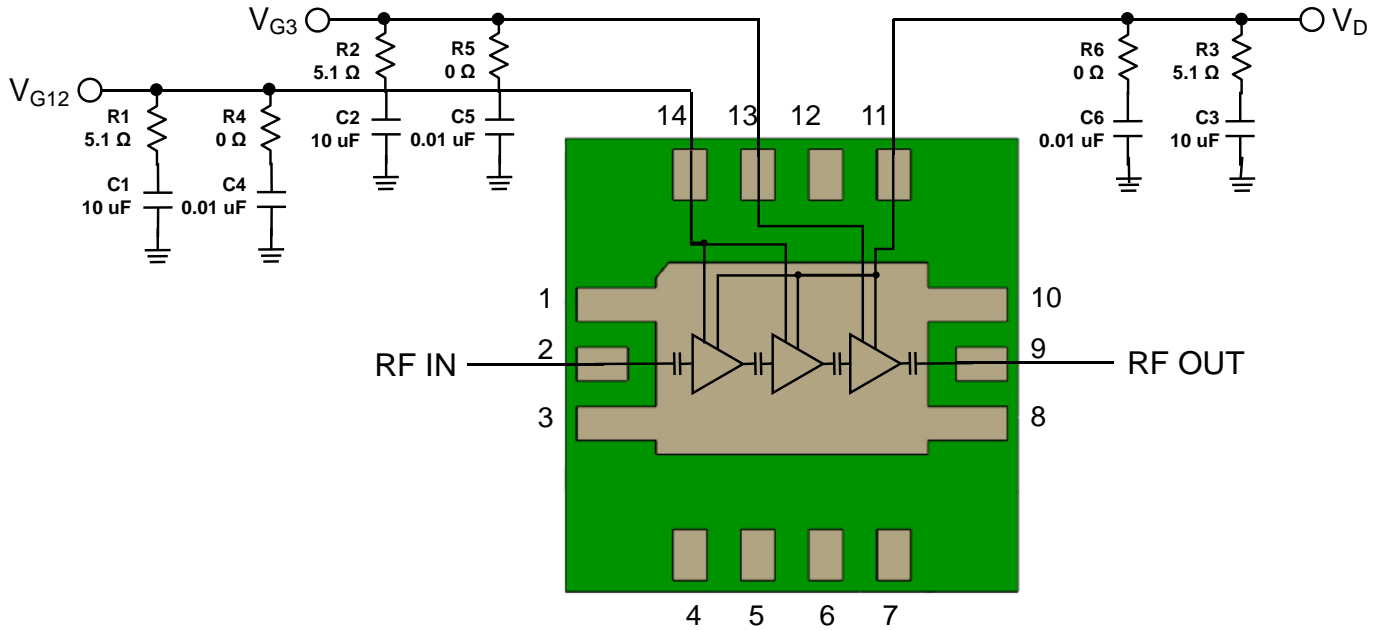 VG3
VD
R2
5.1 Ω
R5
0 Ω
R6
0 Ω
R3
5.1 Ω
VG12
R1
5.1 Ω
R4
0 Ω
C2
10 uF
C5
0.01 uF
C6
0.01 uF
C3
10 uF
14
13
12
11
C1
10 uF
C4
0.01 uF
1
10
2
9
RF IN
RF OUT
3
8
4
5
6
7